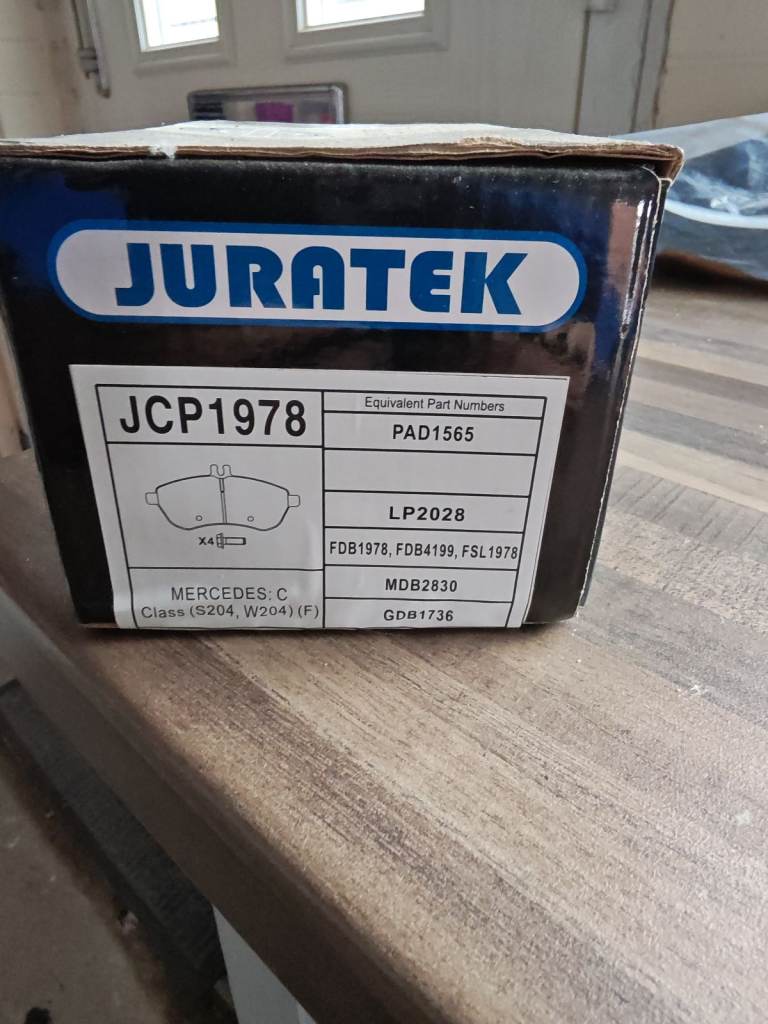 JURATEK
JCP1978
X4
MERCEDES: C
Class (S204, W204) (F)
Equivalent Part Numbers
PAD1565
LP2028
FDB1978, FDB4199, FSL1978
MDB2830
GDB1736